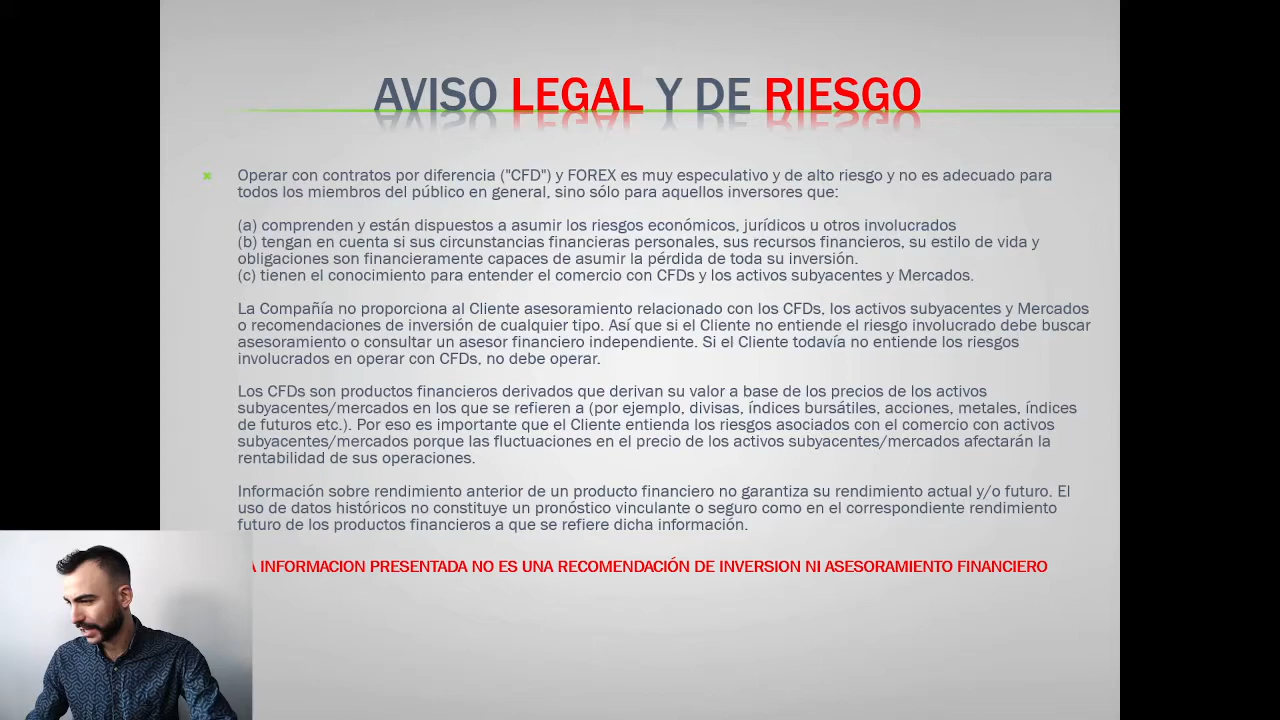 AVISO LEGAL Y DE RIESGO
Operar con contratos por diferencia ("CFD") y FOREX es muy especulativo y de alto riesgo y no es adecuado para
todos los miembros del público en general, sino sólo para aquellos inversores que:
(a) comprenden y están dispuestos a asumir los riesgos económicos, jurídicos u otros involucrados
(b) tengan en cuenta si sus circunstancias financieras personales, sus recursos financieros, su estilo de vida y
obligaciones son financieramente capaces de asumir la pérdida de toda su inversión.
(c) tienen el conocimiento para entender el comercio con CFDs y los activos subyacentes y Mercados.
La Compañía no proporciona al Cliente asesoramiento relacionado con los CFDs, los activos subyacentes y Mercados
o recomendaciones de inversión de cualquier tipo. Así que si el Cliente no entiende el riesgo involucrado debe buscar
asesoramiento o consultar un asesor financiero independiente. Si el Cliente todavía no entiende los riesgos
involucrados en operar con CFDs, no debe operar.
Los CFDs son productos financieros derivados que derivan su valor a base de los precios de los activos
subyacentes/mercados en los que se refieren a (por ejemplo, divisas, índices bursátiles, acciones, metales, índices
de futuros etc.). Por eso es importante que el Cliente entienda los riesgos asociados con el comercio con activos
subyacentes/mercados porque las fluctuaciones en el precio de los activos subyacentes/mercados afectarán la
rentabilidad de sus operaciones.
Información sobre rendimiento anterior de un producto financiero no garantiza su rendimiento actual y/o futuro. El
uso de datos históricos no constituye un pronóstico vinculante o seguro como en el correspondiente rendimiento
futuro de los productos financieros a que se refiere dicha información.
A INFORMACION PRESENTADA NO ES UNA RECOMENDACIÓN DE INVERSION NI ASESORAMIENTO FINANCIERO